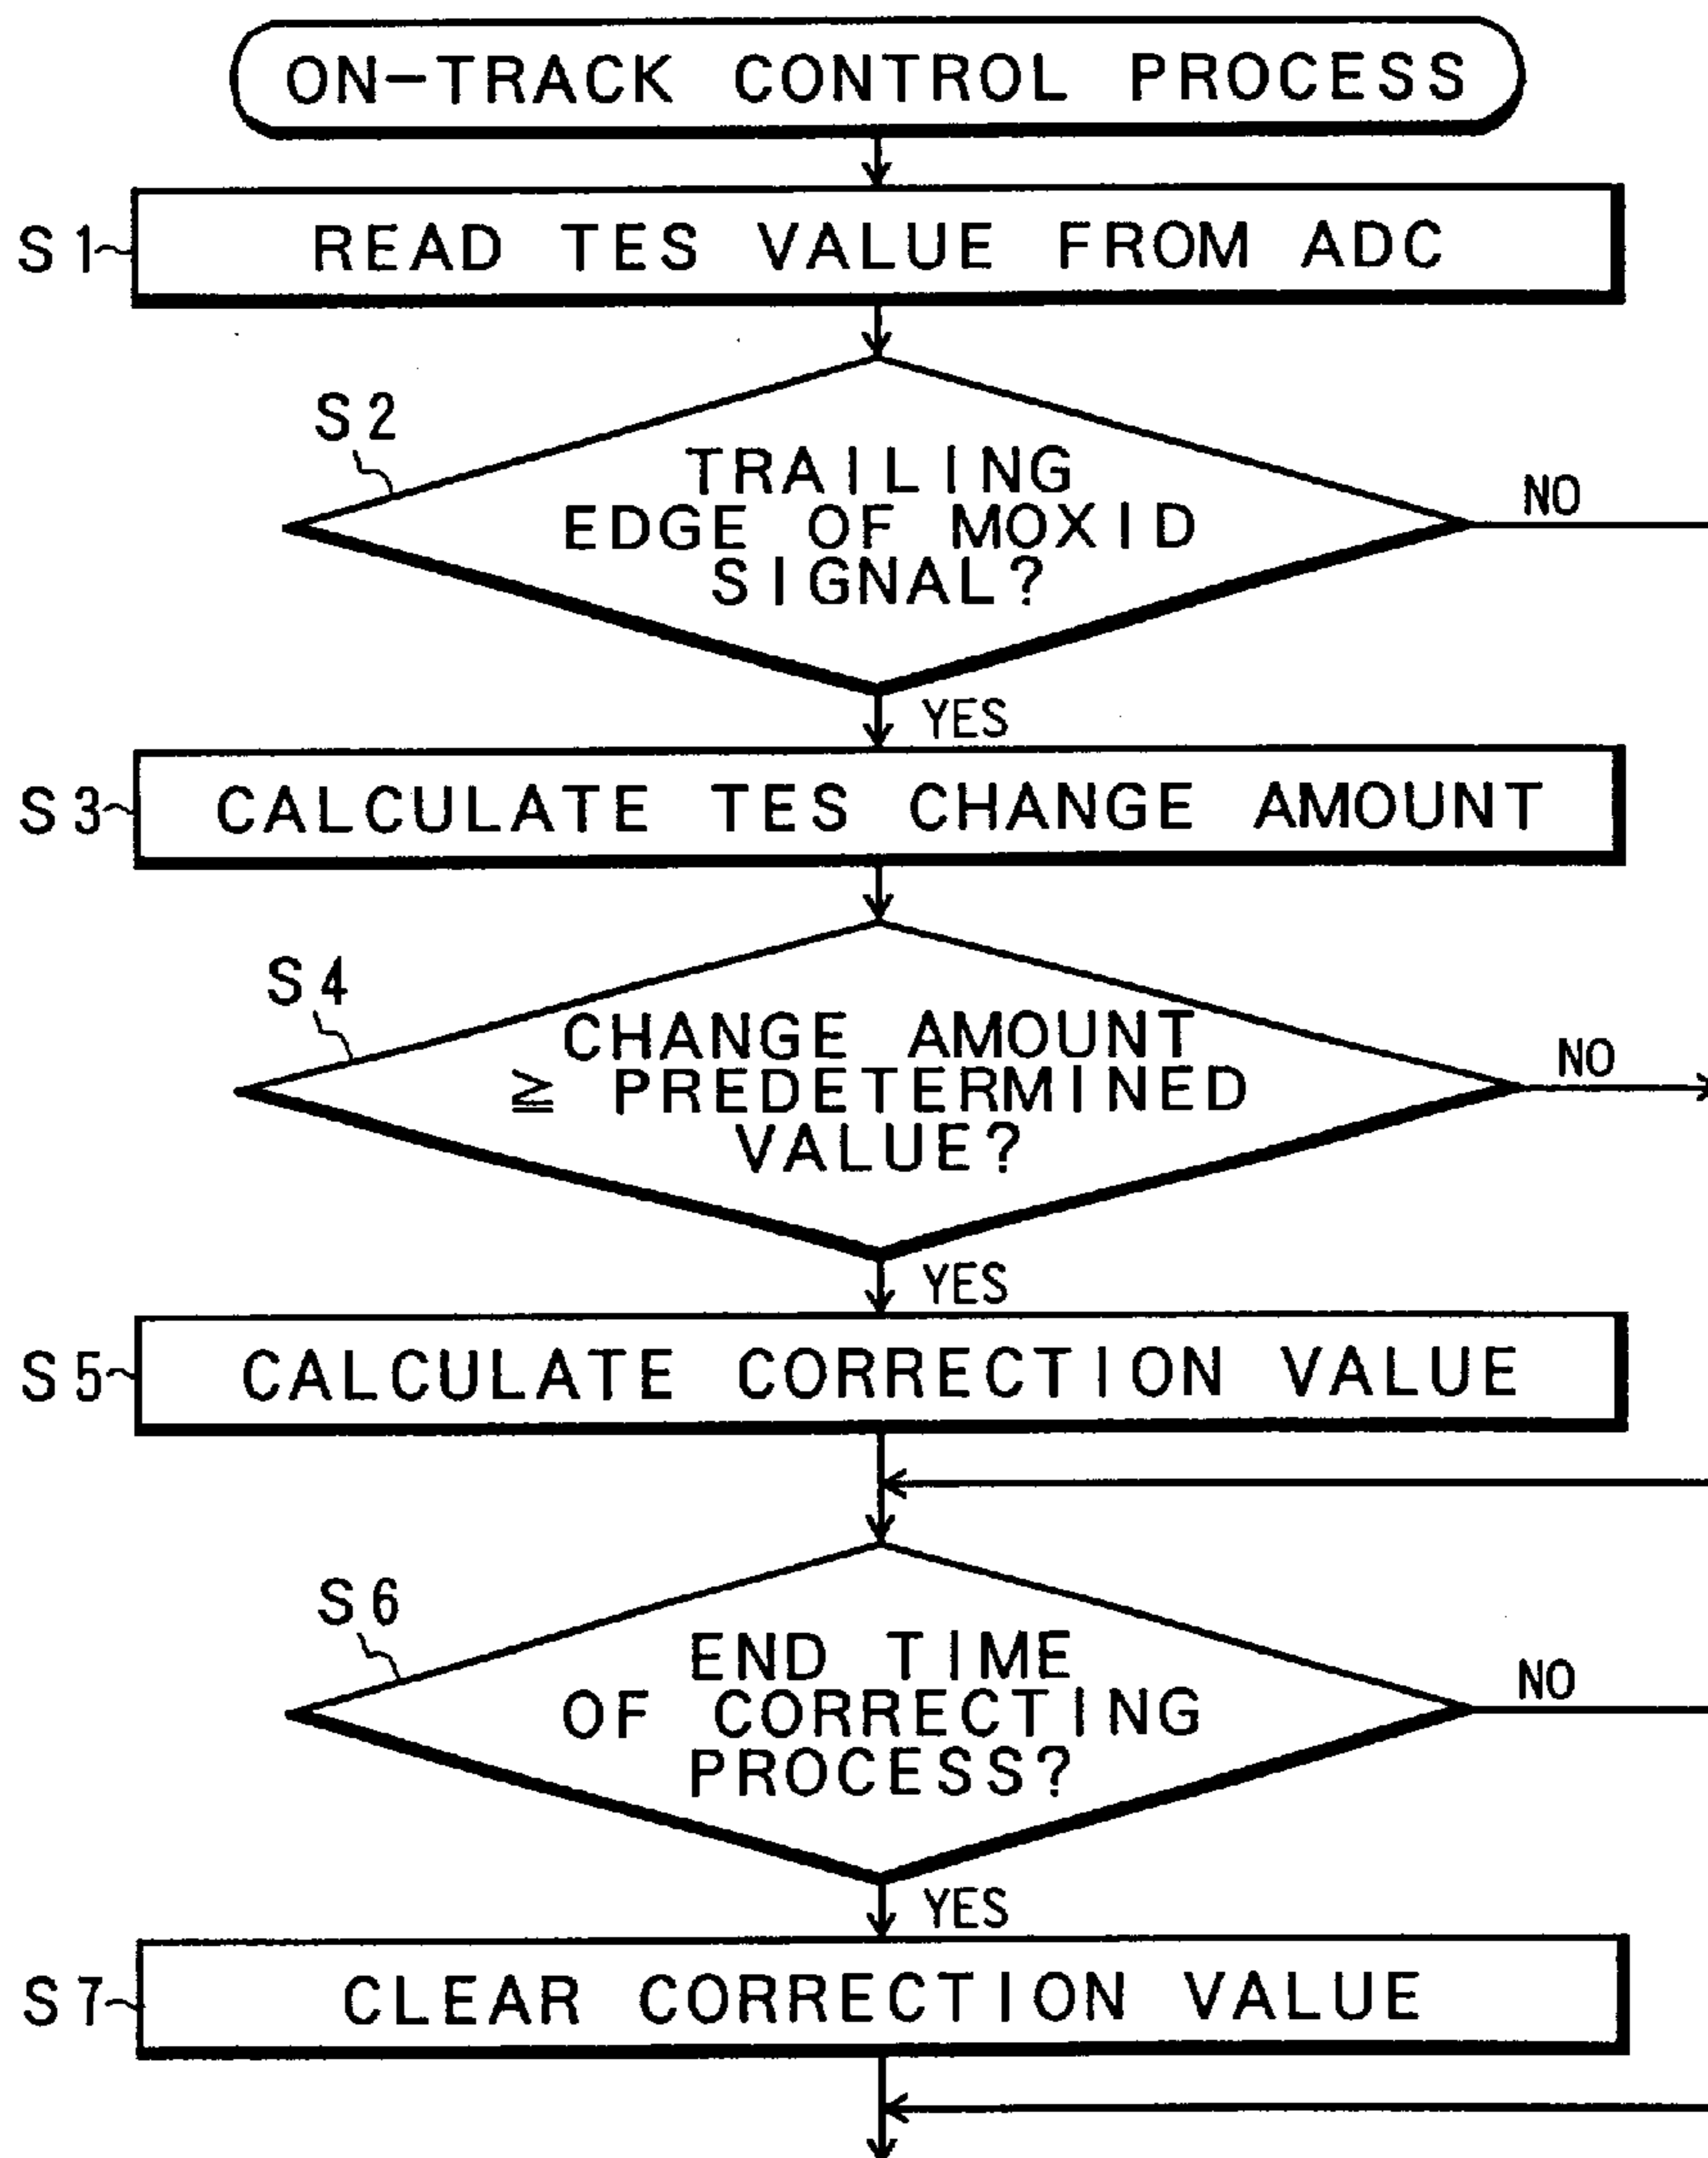 ON-TRACK CONTROL PROCESS
S1
READ TES VALUE FROM ADC
S2
TRAILING
EDGE OF MOXID
SIGNAL?
NO
YES
S3
CALCULATE TES CHANGE AMOUNT
S4
CHANGE AMOUNT
≧ PREDETERMINED
VALUE?
NO
YES
S5
CALCULATE CORRECTION VALUE
S6
END TIME
OF CORRECTING
PROCESS?
NO
YES
S7
CLEAR CORRECTION VALUE